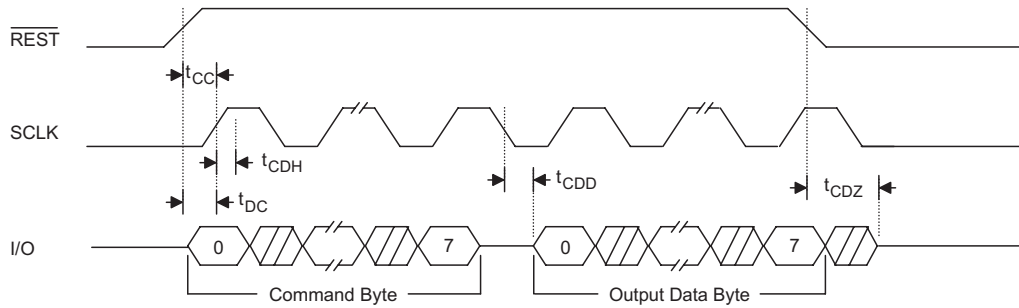 REST
tCC
SCLK
tCDH
tCDD
tCDZ
tDC
I/O
0
7
0
7
Command Byte
Output Data Byte